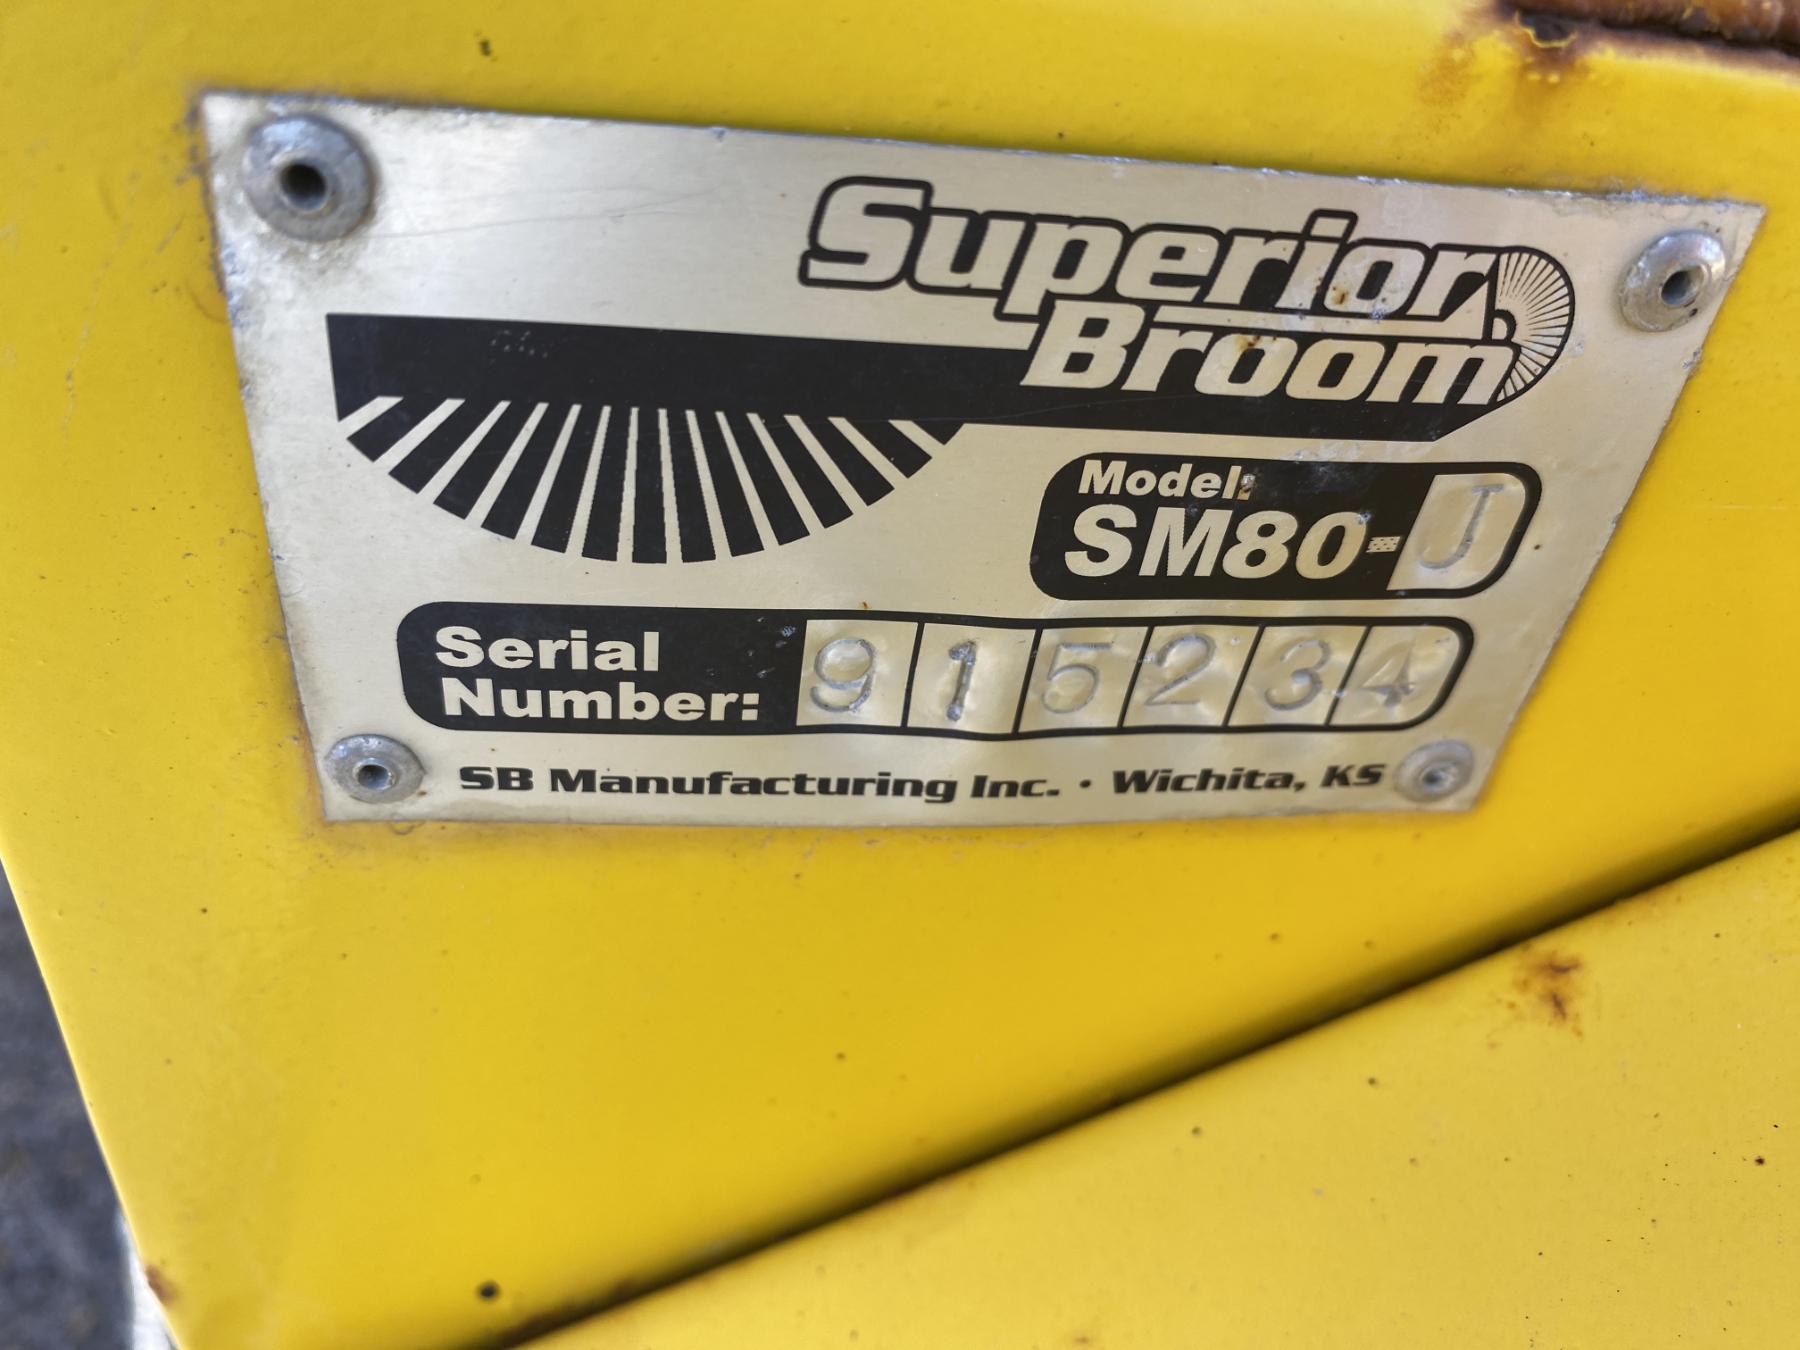 Superior
Broom
Model:
SM80-J
Serial
Number: 915234
SB Manufacturing Inc. · Wichita, KS